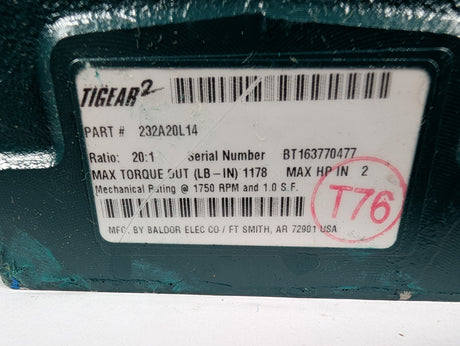 TIGEAR2
PART # 232A20L14
Ratio: 20:1 Serial Number BT163770477
MAX TORQUE OUT (LB-IN) 1178 MAX HP IN 2
Mechanical Rating @ 1750 RPM and 1.0 S.F.
T76
MFG. BY BALDOR ELEC CO / FT SMITH, AR 72901 USA